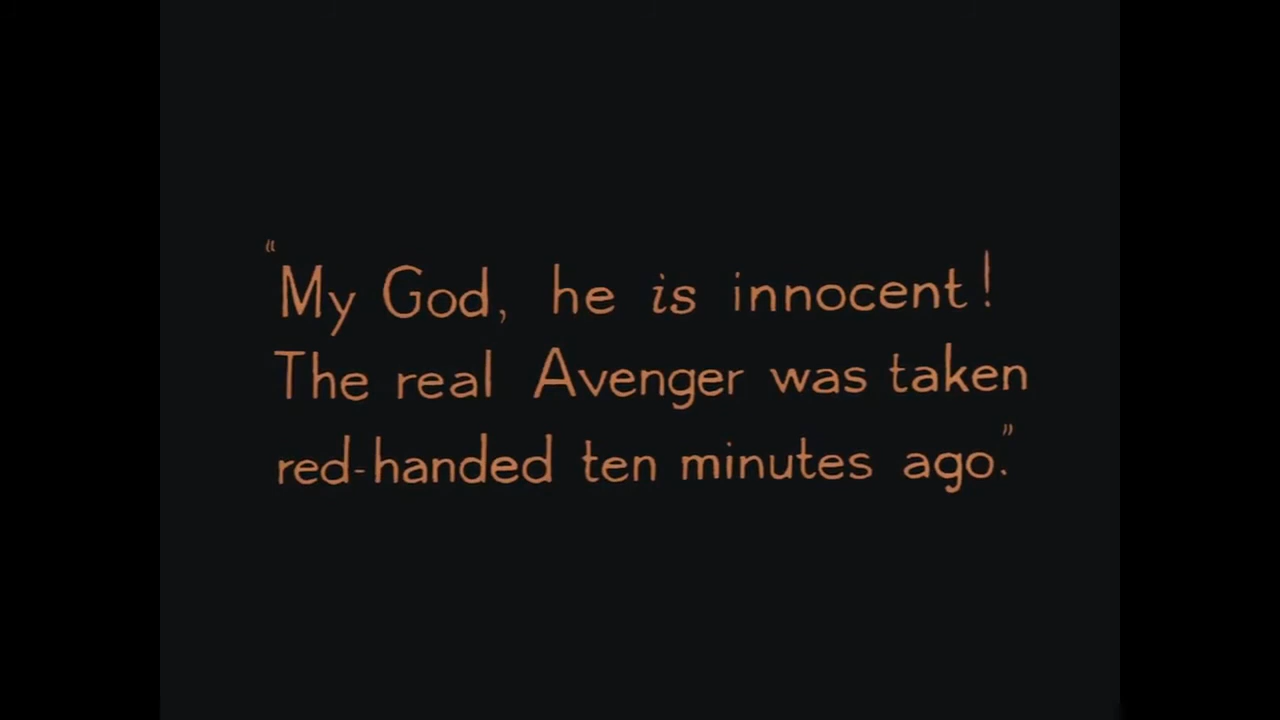 “My God, he is innocent!
The real Avenger was taken
red-handed ten minutes ago.”